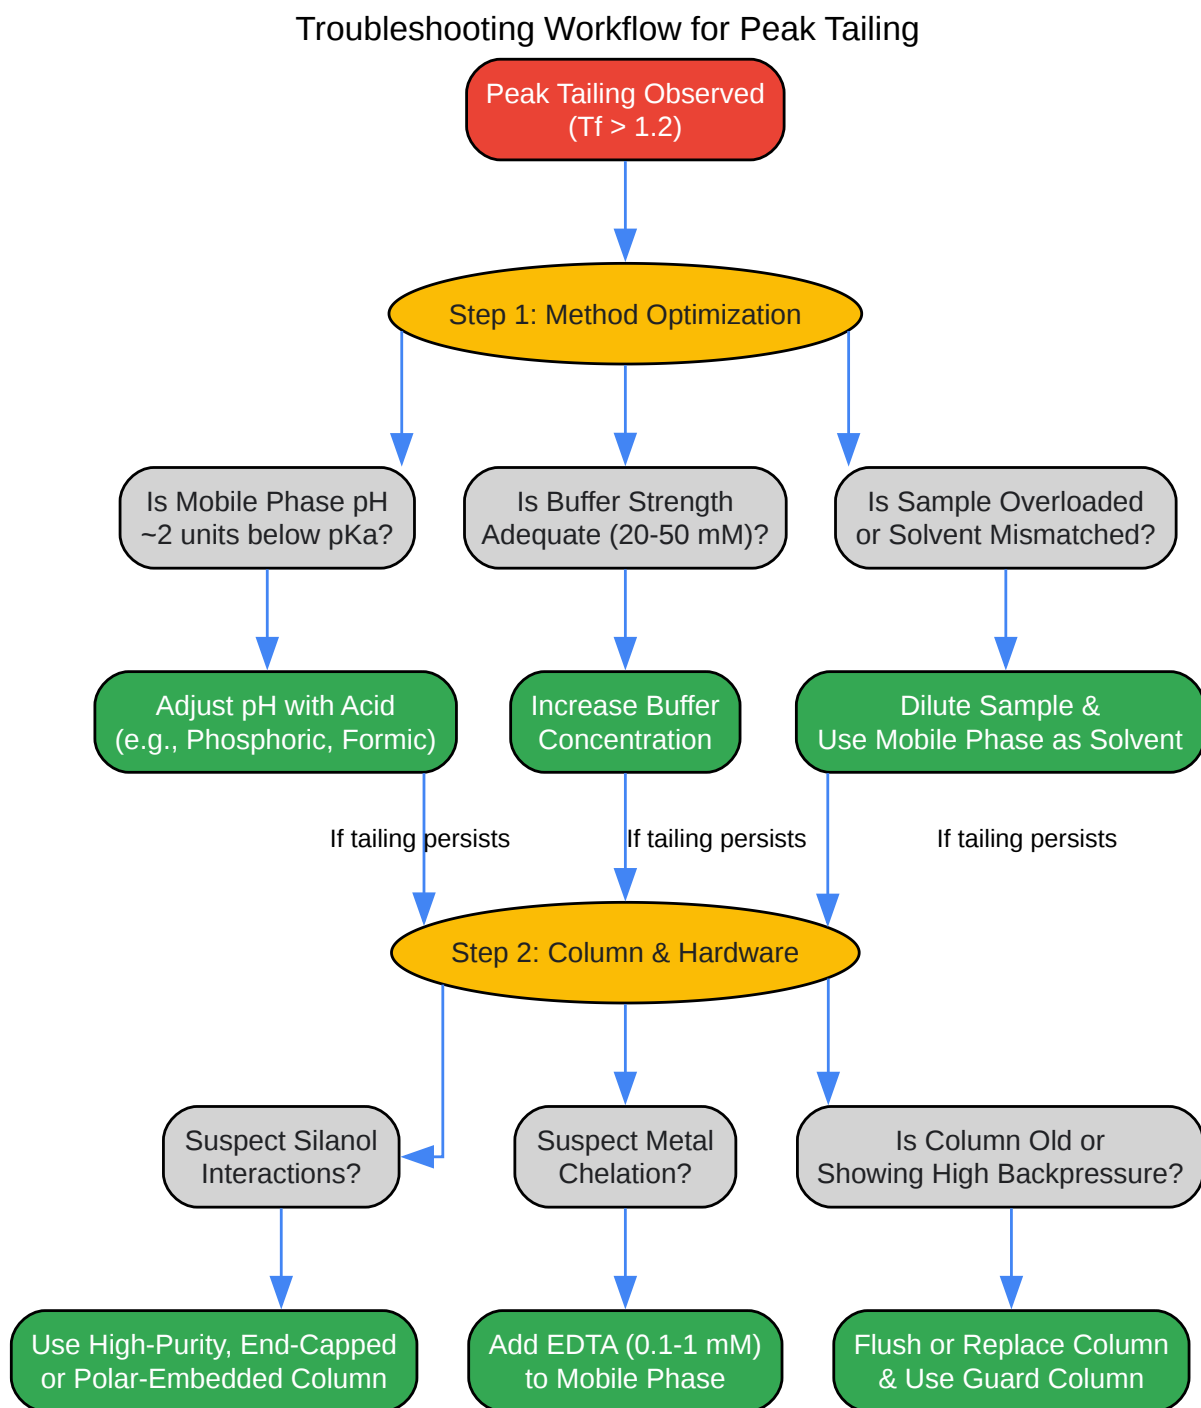 Troubleshooting Workflow for Peak Tailing
Peak Tailing Observed
(Tf > 1.2)
Step 1: Method Optimization
Is Mobile Phase pH
~2 units below pKa?
Is Buffer Strength
Adequate (20-50 mM)?
Is Sample Overloaded
or Solvent Mismatched?
Adjust pH with Acid
(e.g., Phosphoric, Formic)
Increase Buffer
Concentration
Dilute Sample &
Use Mobile Phase as Solvent
If tailing persists
If tailing persists
If tailing persists
Step 2: Column & Hardware
Suspect Silanol
Interactions?
Suspect Metal
Chelation?
Is Column Old or
Showing High Backpressure?
Use High-Purity, End-Capped
or Polar-Embedded Column
Add EDTA (0.1-1 mM)
to Mobile Phase
Flush or Replace Column
& Use Guard Column